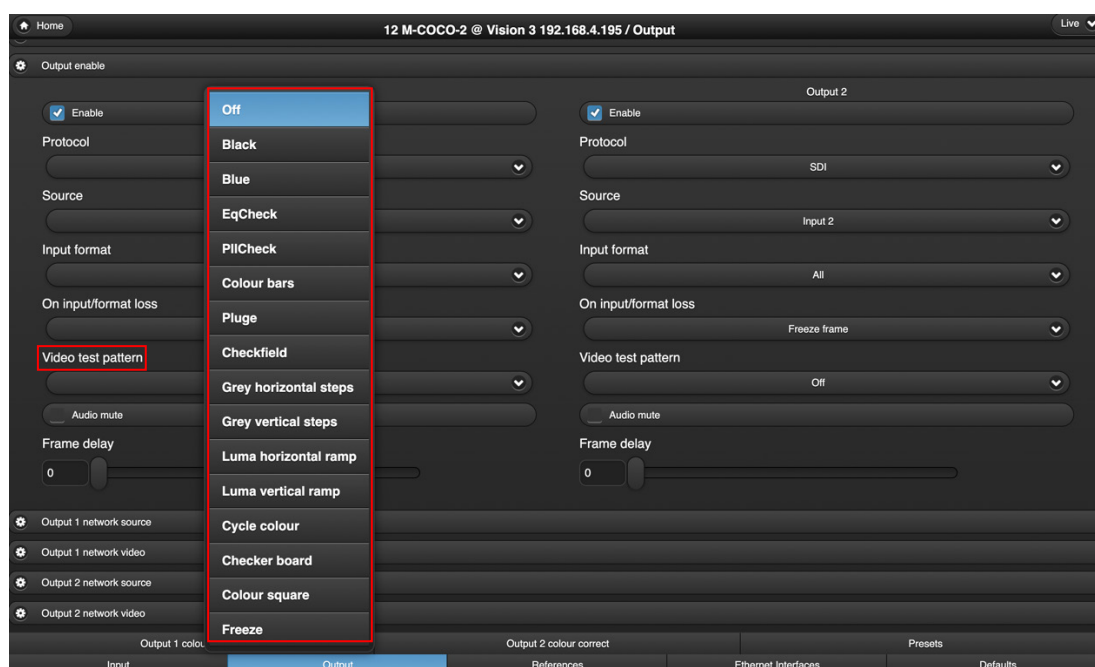 Home
12 M-COCO-2 @ Vision 3 192.168.4.195 / Output
Live
Output enable
Output 2
Enable
Off
Enable
Protocol
Black
Protocol
SDI
Blue
Source
Source
EqCheck
Input 2
Input format
PllCheck
Input format
Colour bars
All
On input/format loss
On input/format loss
Pluge
Freeze frame
Video test pattern
Checkfield
Video test pattern
Grey horizontal steps
Off
Audio mute
Grey vertical steps
Audio mute
Frame delay
Luma horizontal ramp
Frame delay
0
0
Luma vertical ramp
Output 1 network source
Cycle colour
Output 1 network video
Checker board
Output 2 network source
Colour square
Output 2 network video
Freeze
Output 1 colou
Output 2 colour correct
Presets
Input
Output
References
Ethernet Interfaces
Defaults